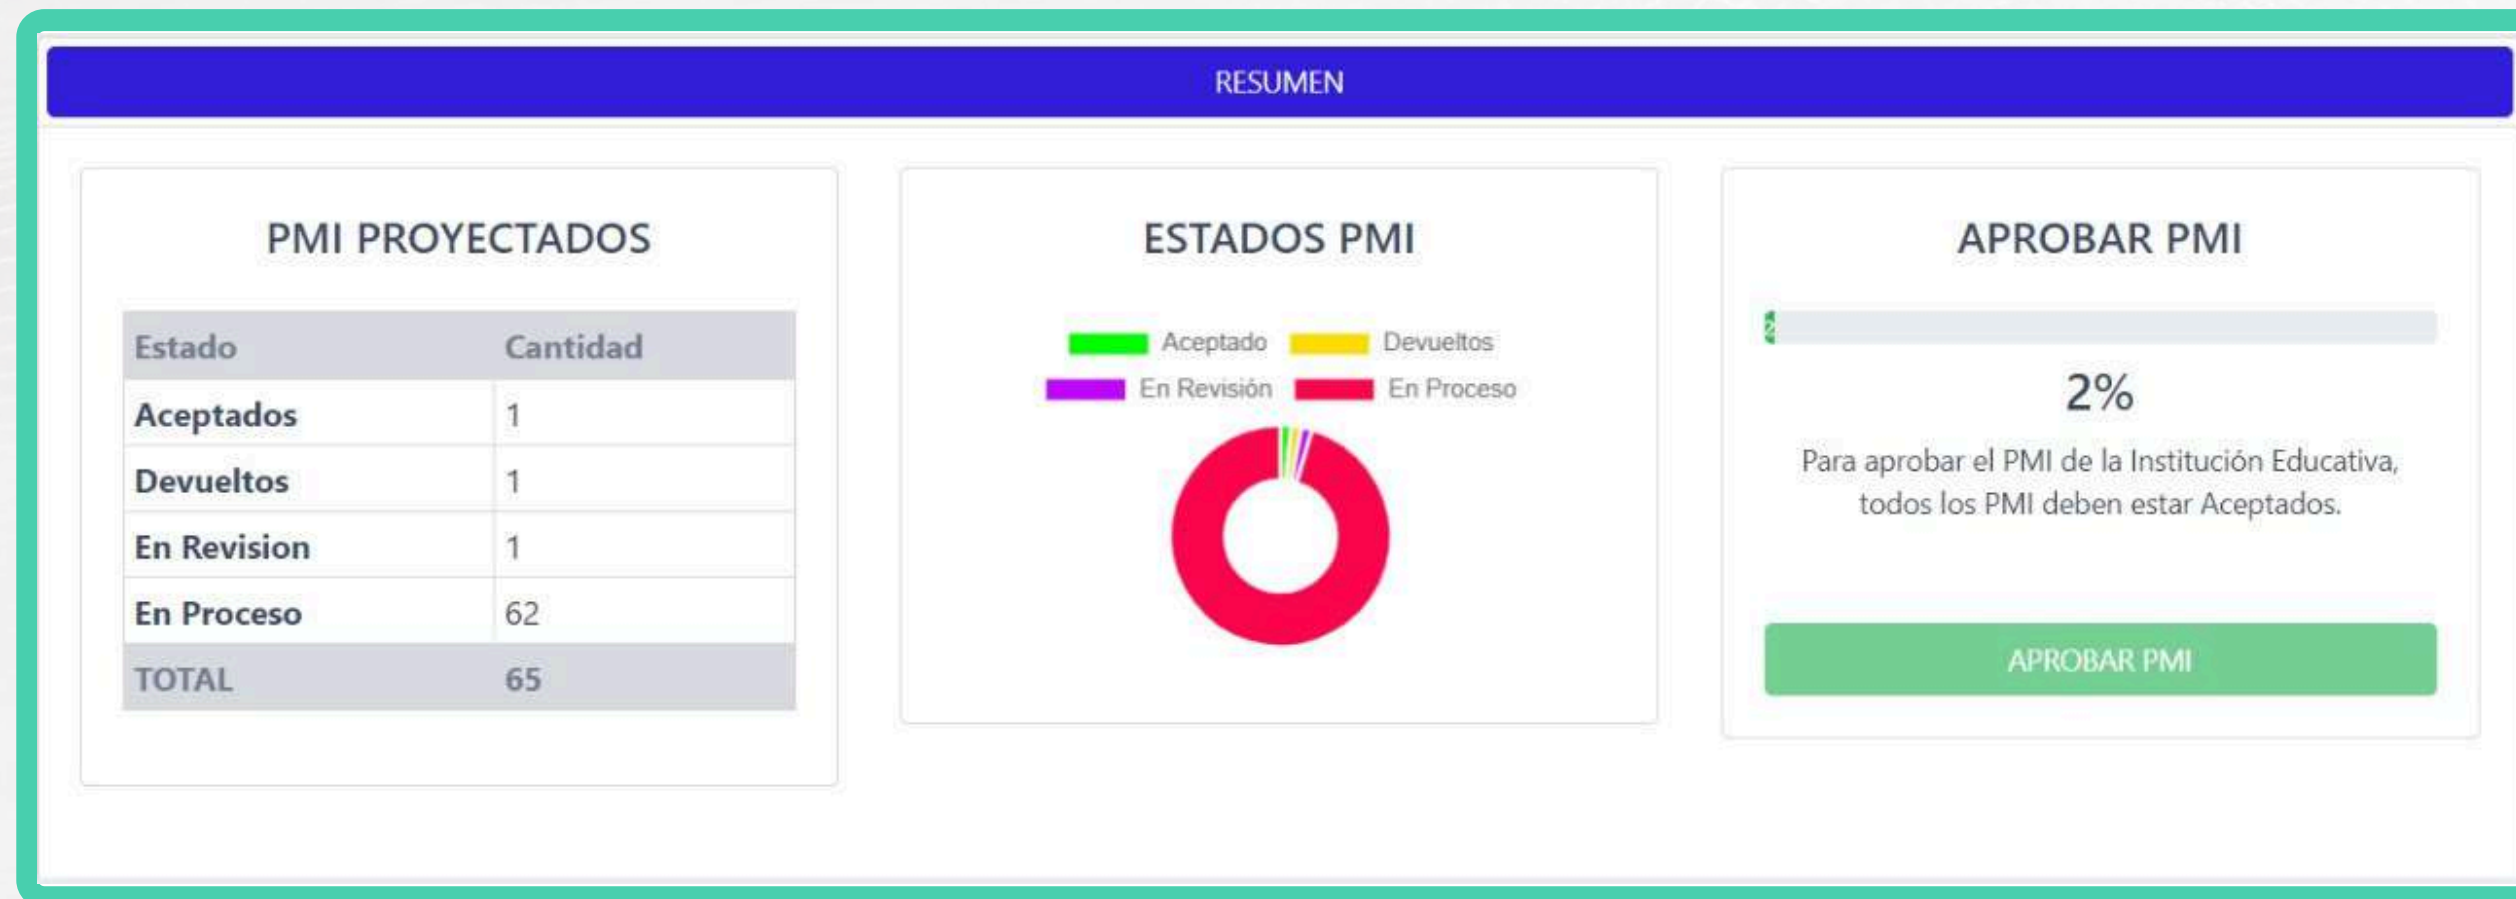 RESUMEN
PMI PROYECTADOS
Estado Cantidad
Aceptados 1
Devueltos 1
En Revision 1
En Proceso 62
TOTAL 65
ESTADOS PMI
Aceptado Devueltos
En Revisión En Proceso
APROBAR PMI
2
2%
Para aprobar el PMI de la Institución Educativa,
todos los PMI deben estar Aceptados.
APROBAR PMI